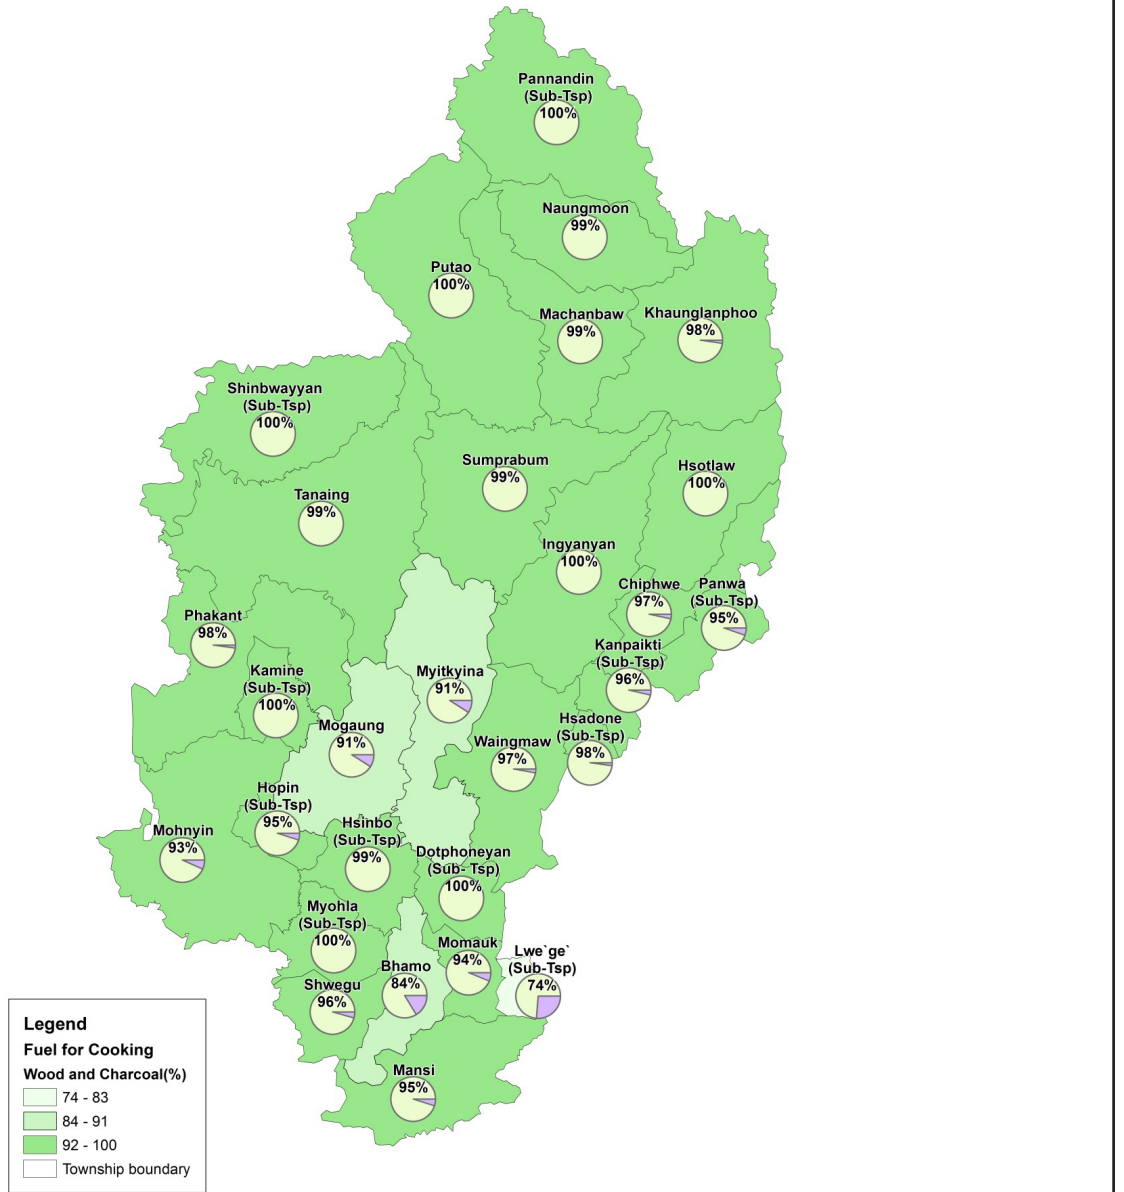 Pannandin
(Sub-Tsp)
100%
Naungmoon
99%
Putao
100%
Machanbaw
99%
Khaunglanphoo
98%
Shinbwayyan
(Sub-Tsp)
100%
Sumprabum
99%
Hsotlaw
100%
Tanaing
99%
Ingyanyan
100%
Chiphwe
97%
Panwa
(Sub-Tsp)
95%
Phakant
98%
Kanpaikti
(Sub-Tsp)
96%
Kamine
(Sub-Tsp)
100%
Myitkyina
91%
Mogaung
91%
Hsadone
(Sub-Tsp)
98%
Waingmaw
97%
Hopin
(Sub-Tsp)
95%
Mohnyin
93%
Hsinbo
(Sub-Tsp)
99%
Dotphoneyan
(Sub- Tsp)
100%
Myohla
(Sub-Tsp)
100%
Momauk
94%
Lwe`ge`
(Sub-Tsp)
74%
Bhamo
84%
Shwegu
96%
Mansi
95%
Legend
Fuel for Cooking
Wood and Charcoal(%)
74 - 83
84 - 91
92 - 100
Township boundary